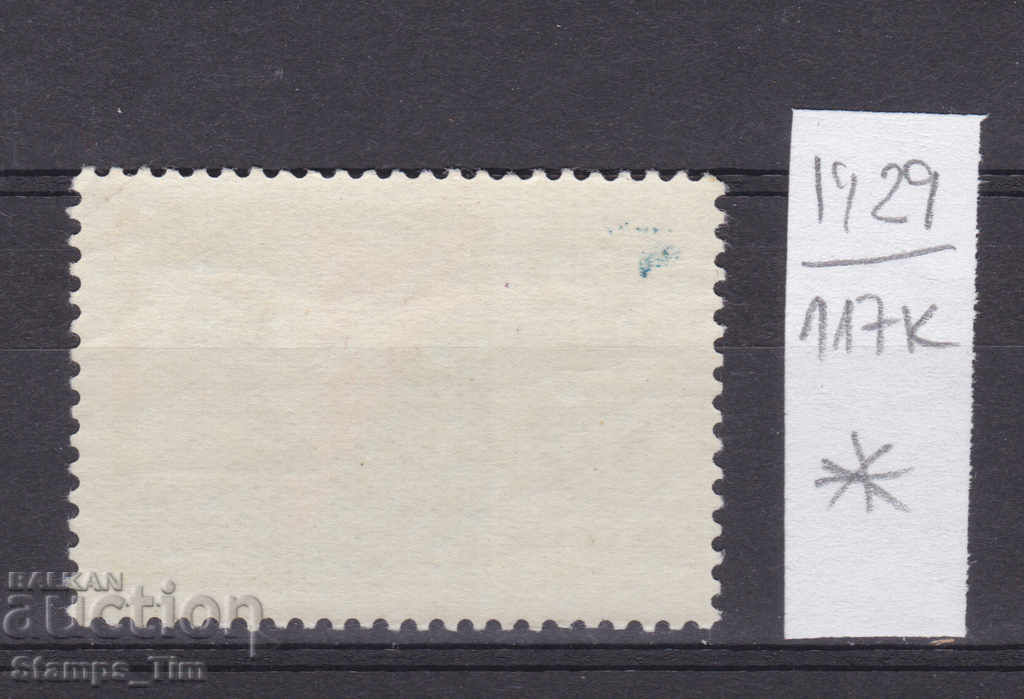 1929
117K
*
BALKAN
auction
Stamps_Tim